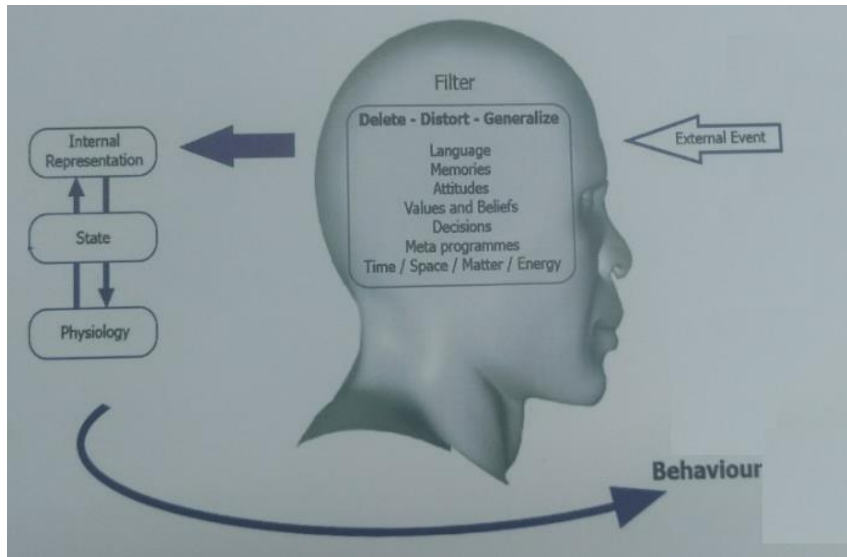 Filter
Delete - Distort - Generalize
Language
Memories
Attitudes
Values and Beliefs
Decisions
Meta programmes
Time / Space / Matter / Energy
External Event
Internal
Representation
State
Physiology
Behaviour